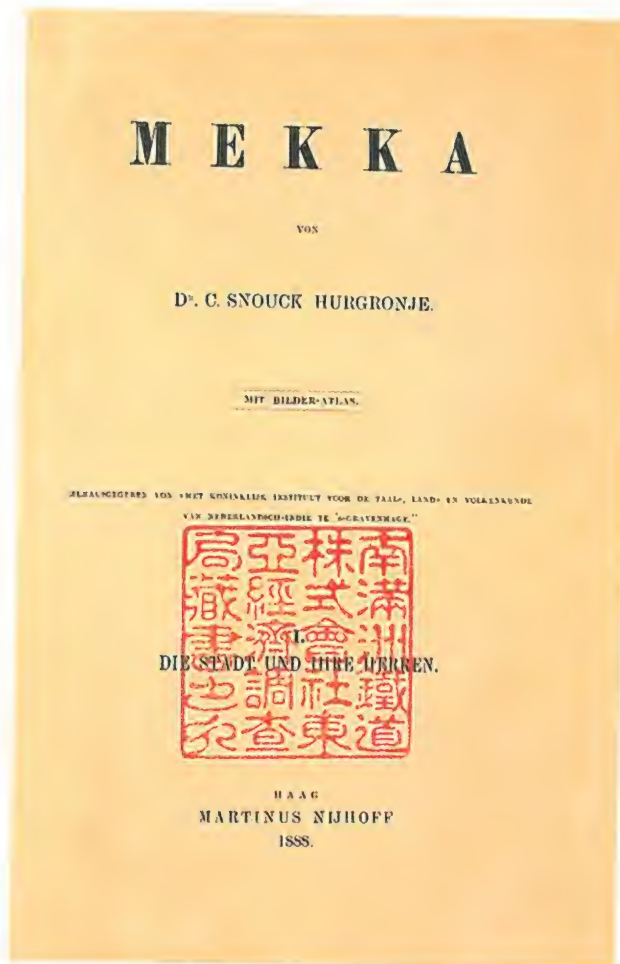 MEKKA
VON
Dr. C. SNOUCK HURGRONJE.
MIT BILDER-ATLAS.
HERAUSGEGEBEN VON „HET KONINKLIJK INSTITUUT VOOR DE TAAL-, LAND- EN VOLKENKUNDE
VAN NEDERLANDSCH-INDIE TE 's-GRAVENHAGE."
南滿洲鐵道
株式會社東
亞經濟調查
局藏書之印
I.
DIE STADT UND IHRE HERREN.
HAAG
MARTINUS NIJHOFF
1888.